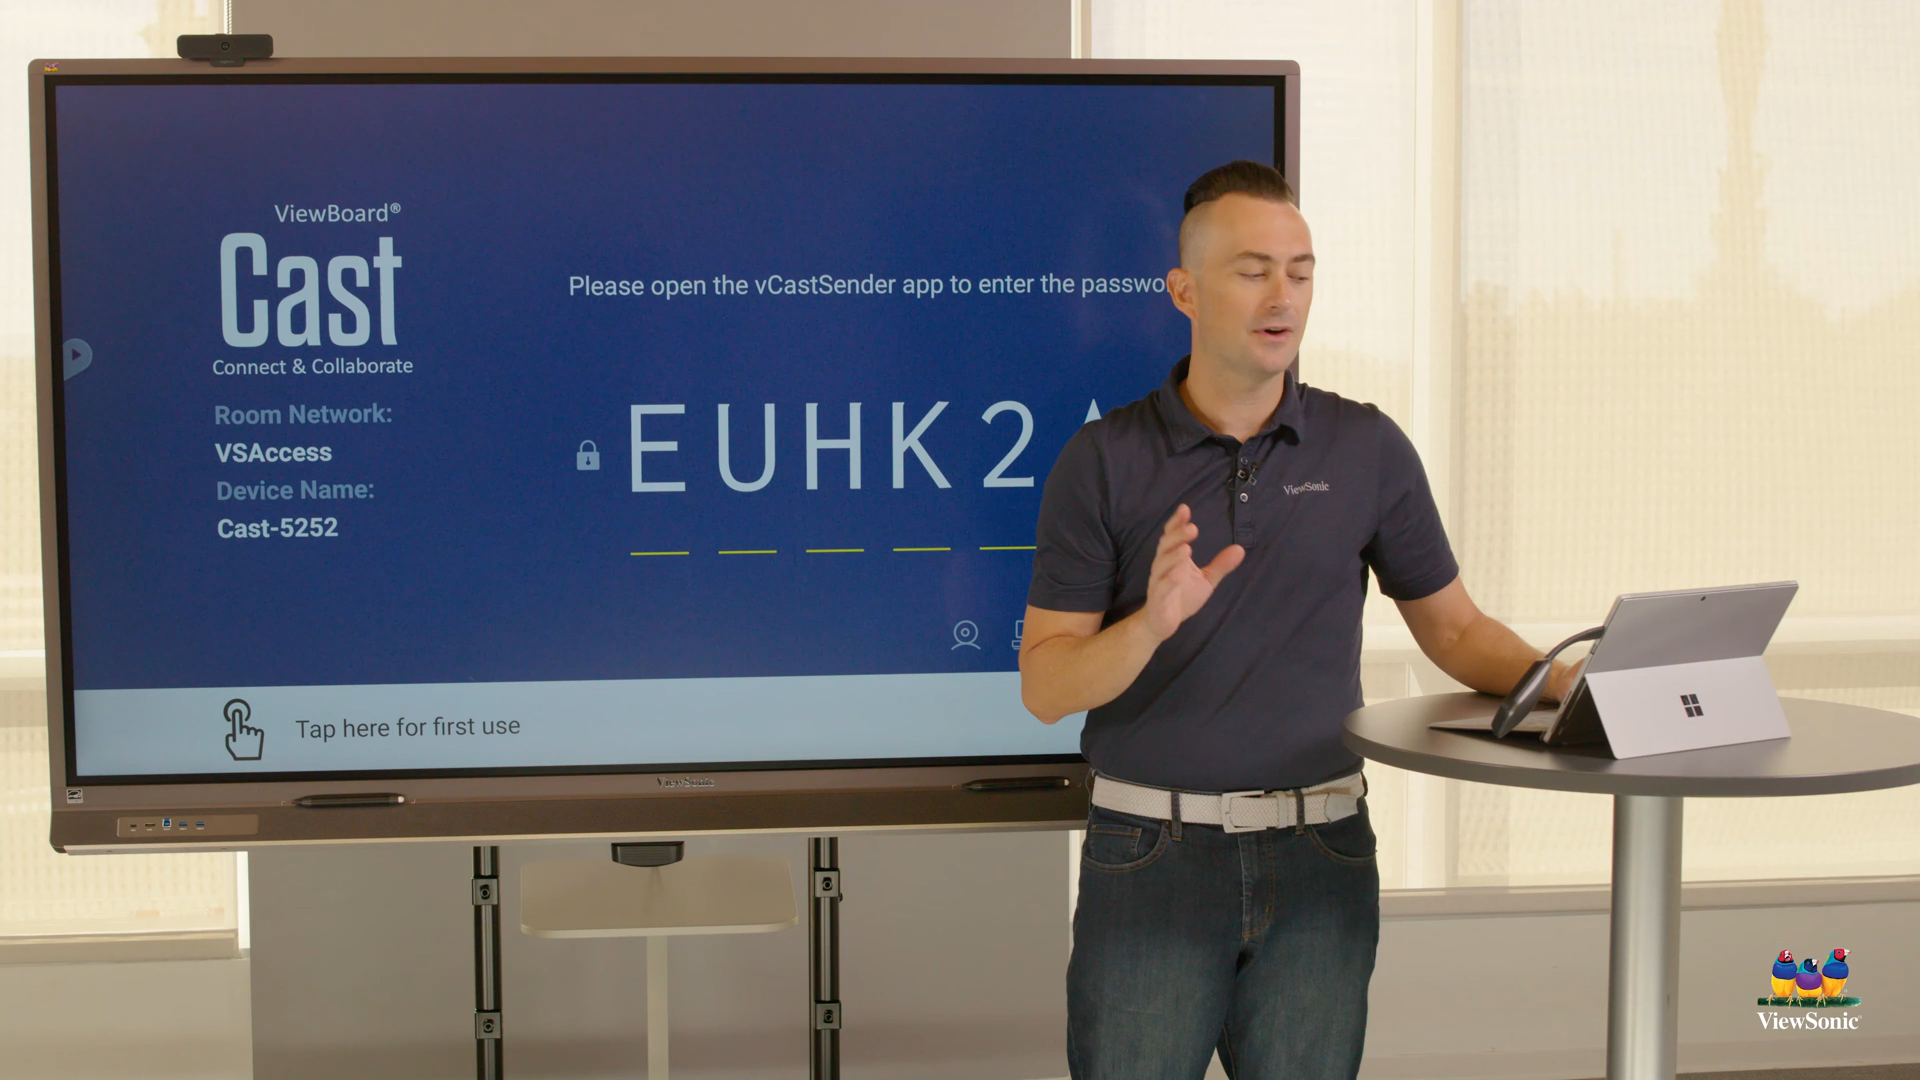 ViewBoard®
Cast
Connect & Collaborate
Room Network:
VSAccess
Device Name:
Cast-5252
Please open the vCastSender app to enter the passwo
EUHK2
Tap here for first use
ViewSonic
ViewSonic
ViewSonic